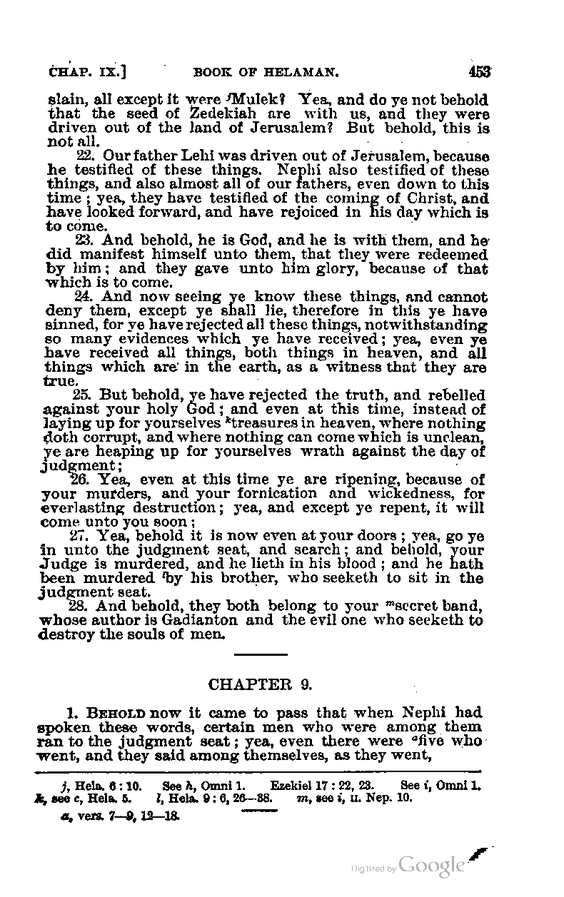 CHAP. IX.] BOOK OF HELAMAN. 453
slain, all except it were ʲMulek? Yea, and do ye not behold
that the seed of Zedekiah are with us, and they were
driven out of the land of Jerusalem? But behold, this is
not all.
22. Our father Lehi was driven out of Jerusalem, because
he testified of these things. Nephi also testified of these
things, and also almost all of our fathers, even down to this
time; yea, they have testified of the coming of Christ, and
have looked forward, and have rejoiced in his day which is
to come.
23. And behold, he is God, and he is with them, and he
did manifest himself unto them, that they were redeemed
by him; and they gave unto him glory, because of that
which is to come.
24. And now seeing ye know these things, and cannot
deny them, except ye shall lie, therefore in this ye have
sinned, for ye have rejected all these things, notwithstanding
so many evidences which ye have received; yea, even ye
have received all things, both things in heaven, and all
things which are in the earth, as a witness that they are
true.
25. But behold, ye have rejected the truth, and rebelled
against your holy God; and even at this time, instead of
laying up for yourselves ᵏtreasures in heaven, where nothing
doth corrupt, and where nothing can come which is unclean,
ye are heaping up for yourselves wrath against the day of
judgment;
26. Yea, even at this time ye are ripening, because of
your murders, and your fornication and wickedness, for
everlasting destruction; yea, and except ye repent, it will
come unto you soon;
27. Yea, behold it is now even at your doors; yea, go ye
in unto the judgment seat, and search; and behold, your
Judge is murdered, and he lieth in his blood; and he hath
been murdered ˡby his brother, who seeketh to sit in the
judgment seat.
28. And behold, they both belong to your ᵐsecret band,
whose author is Gadianton and the evil one who seeketh to
destroy the souls of men.
CHAPTER 9.
1. BEHOLD now it came to pass that when Nephi had
spoken these words, certain men who were among them
ran to the judgment seat; yea, even there were ᵃfive who
went, and they said among themselves, as they went,
j, Hela. 6:10. See h, Omni 1. Ezekiel 17:22, 23. See i, Omni 1.
k, see c, Hela. 5. l, Hela. 9:6, 26—38. m, see i, II. Nep. 10.
a, vers. 7—9, 12—18.
Digitized by Google